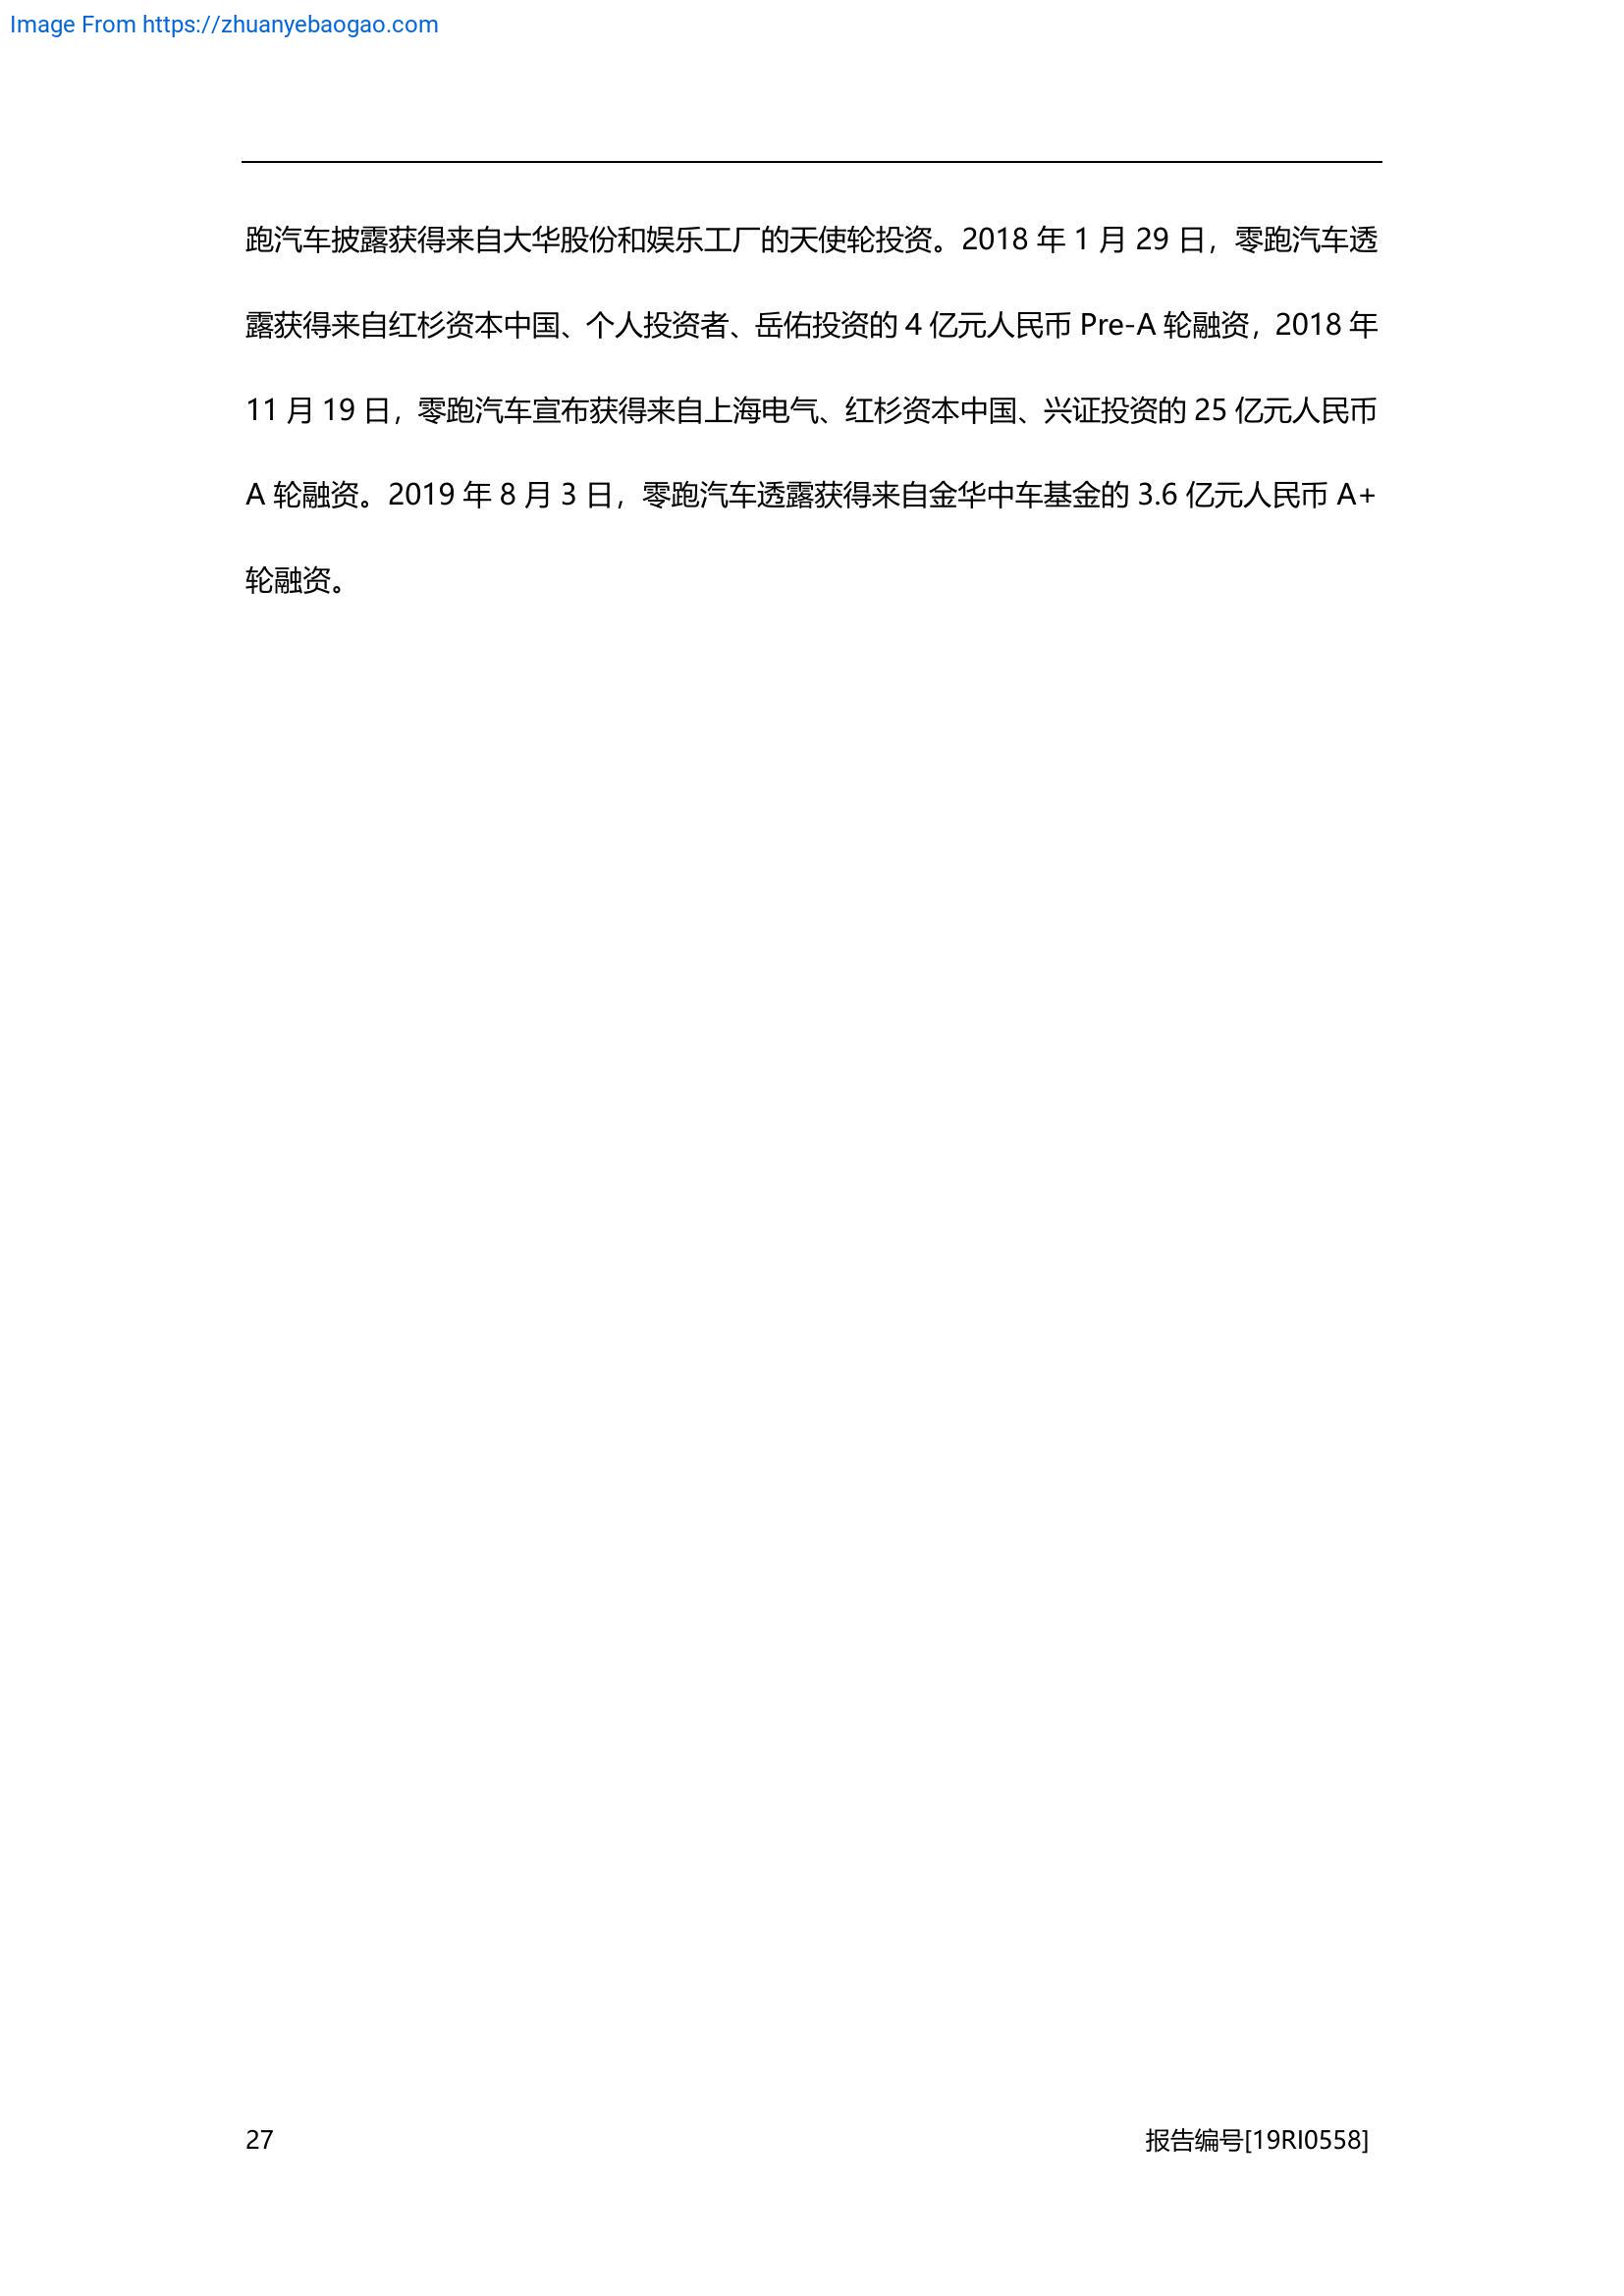 Image From https://zhuanyebaogao.com
跑汽车披露获得来自大华股份和娱乐工厂的天使轮投资。2018 年 1 月 29 日，零跑汽车透
露获得来自红杉资本中国、个人投资者、岳佑投资的 4 亿元人民币 Pre-A 轮融资，2018 年
11 月 19 日，零跑汽车宣布获得来自上海电气、红杉资本中国、兴证投资的 25 亿元人民币
A 轮融资。2019 年 8 月 3 日，零跑汽车透露获得来自金华中车基金的 3.6 亿元人民币 A+
轮融资。
27 报告编号[19RI0558]